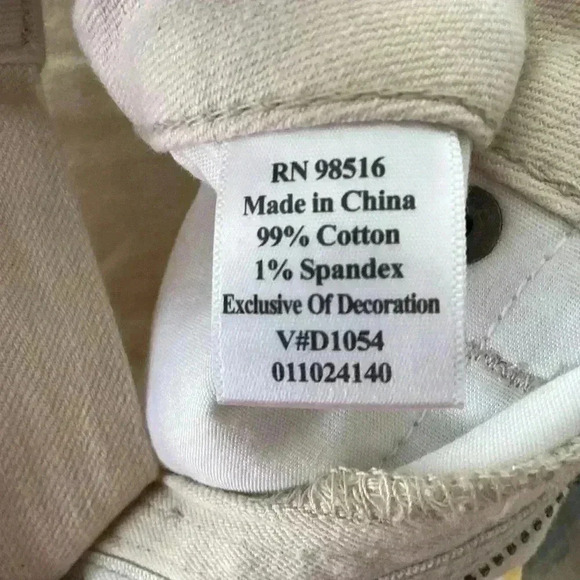 RN 98516
Made in China
99% Cotton
1% Spandex
Exclusive Of Decoration
V#D1054
011024140